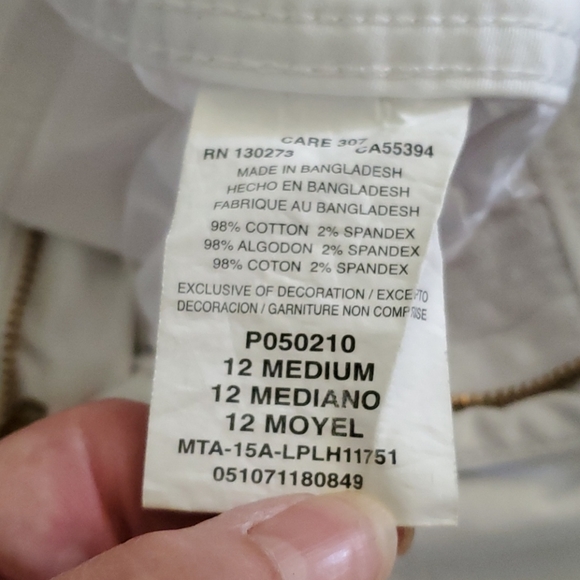 CARE 307
RN 130273 CA55394
MADE IN BANGLADESH
HECHO EN BANGLADESH
FABRIQUE AU BANGLADESH
98% COTTON 2% SPANDEX
98% ALGODON 2% SPANDEX
98% COTON 2% SPANDEX
EXCLUSIVE OF DECORATION / EXCEPTO
DECORACION / GARNITURE NON COMPRISE
P050210
12 MEDIUM
12 MEDIANO
12 MOYEL
MTA-15A-LPLH11751
051071180849